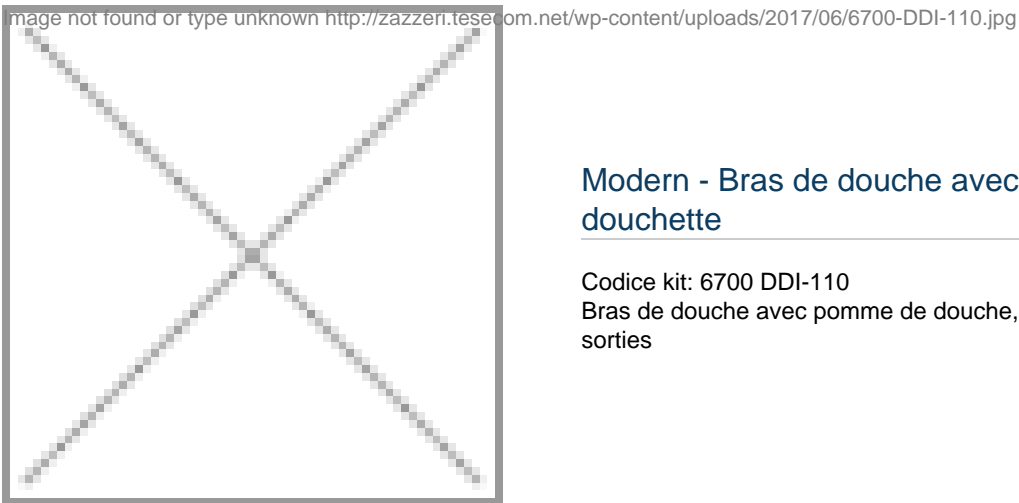 Image not found or type unknown http://zazzeri.tesecom.net/wp-content/uploads/2017/06/6700-DDI-110.jpg
Modern - Bras de douche avec
douchette
Codice kit: 6700 DDI-110
Bras de douche avec pomme de douche,
sorties